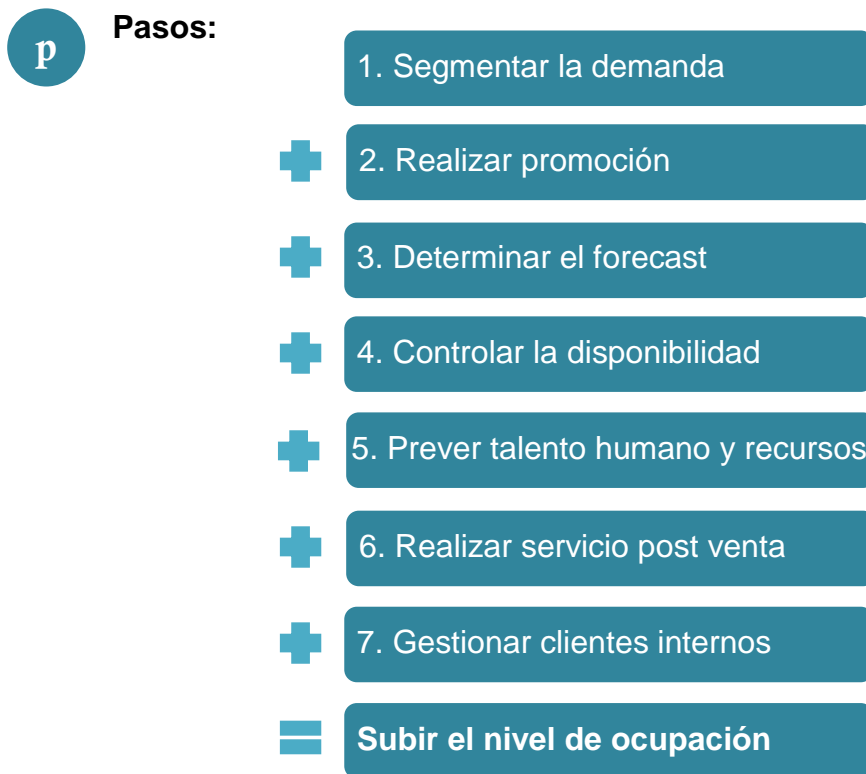 p
Pasos:
1. Segmentar la demanda
2. Realizar promoción
3. Determinar el forecast
4. Controlar la disponibilidad
5. Prever talento humano y recursos
6. Realizar servicio post venta
7. Gestionar clientes internos
Subir el nivel de ocupación